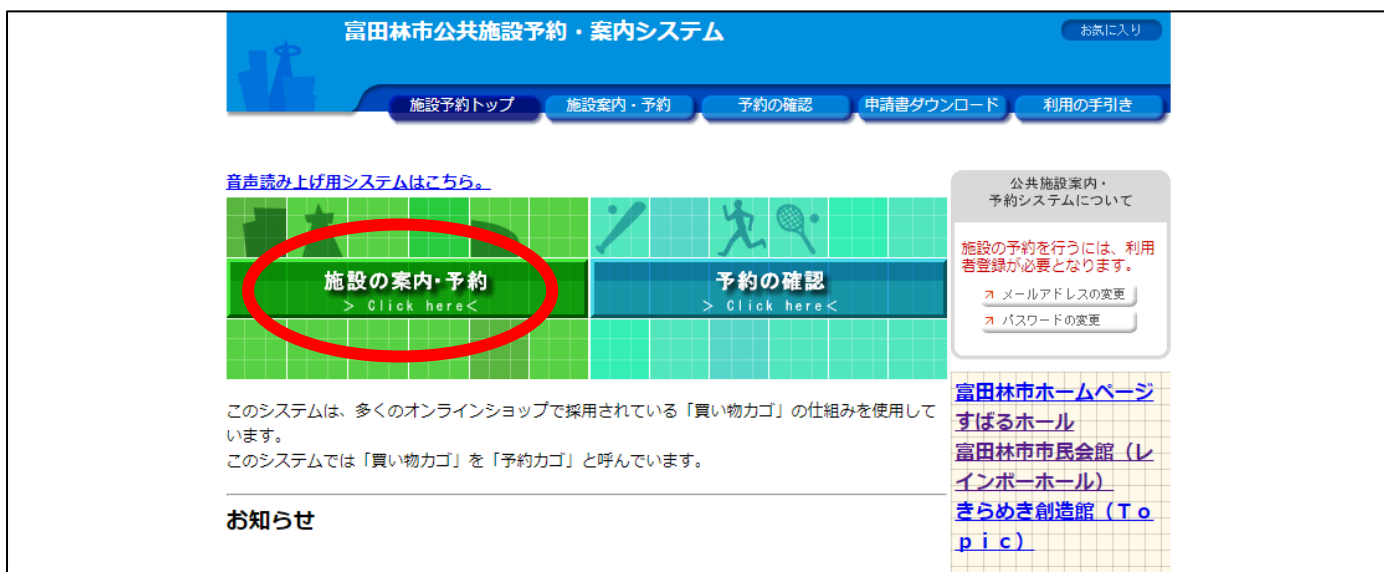 富田林市公共施設予約・案内システム
お気に入り
施設予約トップ
施設案内・予約
予約の確認
申請書ダウンロード
利用の手引き
音声読み上げ用システムはこちら。
施設の案内・予約
> Click here<
予約の確認
> Click here<
このシステムは、多くのオンラインショップで採用されている「買い物カゴ」の仕組みを使用して
います。
このシステムでは「買い物カゴ」を「予約カゴ」と呼んでいます。
お知らせ
公共施設案内・
予約システムについて
施設の予約を行うには、利用
者登録が必要となります。
メールアドレスの変更
パスワードの変更
富田林市ホームページ
すばるホール
富田林市市民会館（レ
インボーホール）
きらめき創造館（Ｔｏ
ｐｉｃ）